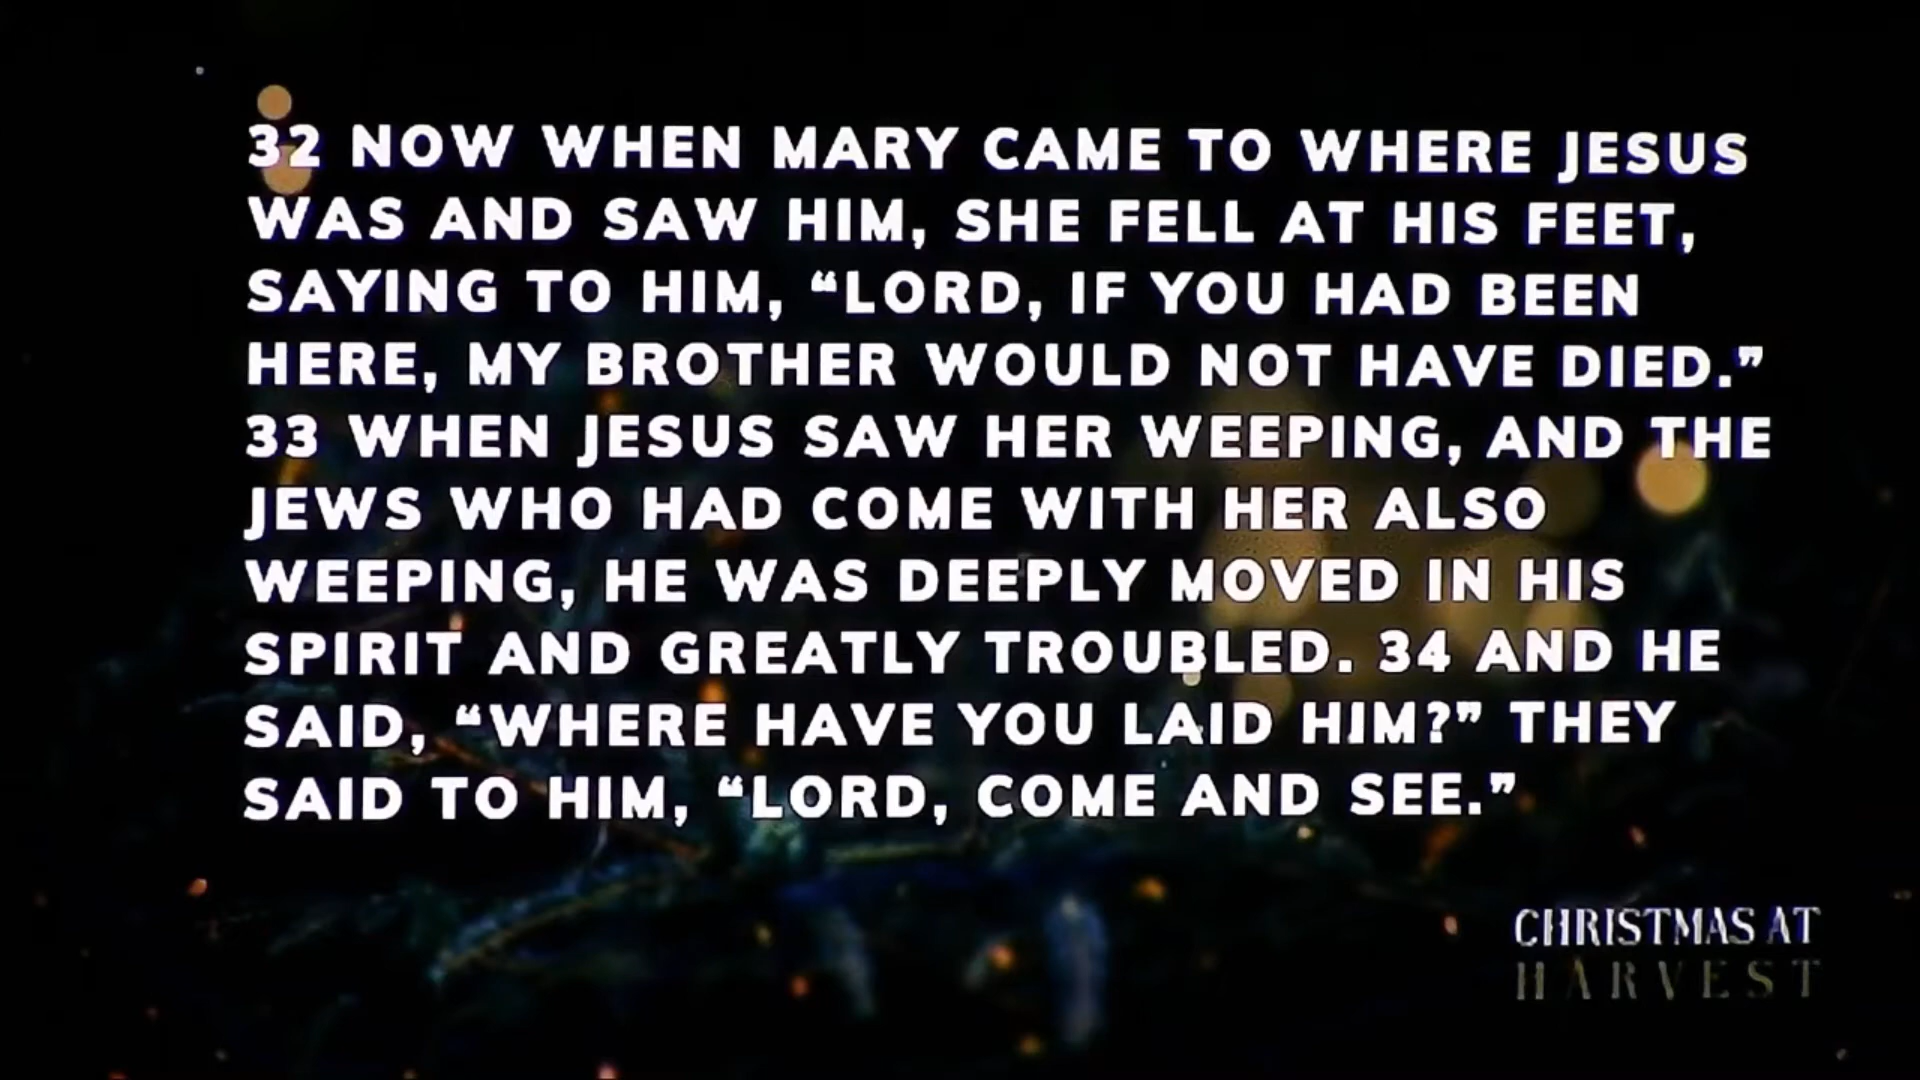 32 NOW WHEN MARY CAME TO WHERE JESUS
WAS AND SAW HIM, SHE FELL AT HIS FEET,
SAYING TO HIM, “LORD, IF YOU HAD BEEN
HERE, MY BROTHER WOULD NOT HAVE DIED.”
33 WHEN JESUS SAW HER WEEPING, AND THE
JEWS WHO HAD COME WITH HER ALSO
WEEPING, HE WAS DEEPLY MOVED IN HIS
SPIRIT AND GREATLY TROUBLED. 34 AND HE
SAID, “WHERE HAVE YOU LAID HIM?” THEY
SAID TO HIM, “LORD, COME AND SEE.”
CHRISTMAS AT
HARVEST